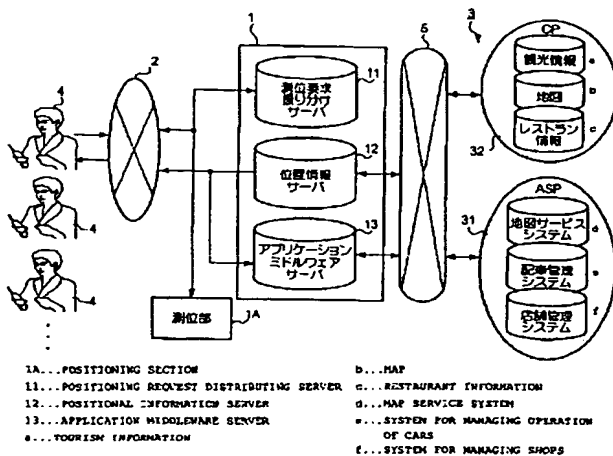 1
2
3
4
5
CP
観光情報 a
地図 b
レストラン
情報 c
32
測位要求
振り分け
サーバ
11
12
位置情報
サーバ
13
アプリケーション
ミドルウェア
サーバ
4
4
測位部
1A
ASP
31
地図サービス
システム d
配車管理
システム e
店舗管理
システム f
1A...POSITIONING SECTION
11...POSITIONING REQUEST DISTRIBUTING SERVER
12...POSITIONAL INFORMATION SERVER
13...APPLICATION MIDDLEWARE SERVER
a...TOURISM INFORMATION
b...MAP
c...RESTAURANT INFORMATION
d...MAP SERVICE SYSTEM
e...SYSTEM FOR MANAGING OPERATION
OF CARS
f...SYSTEM FOR MANAGING SHOPS